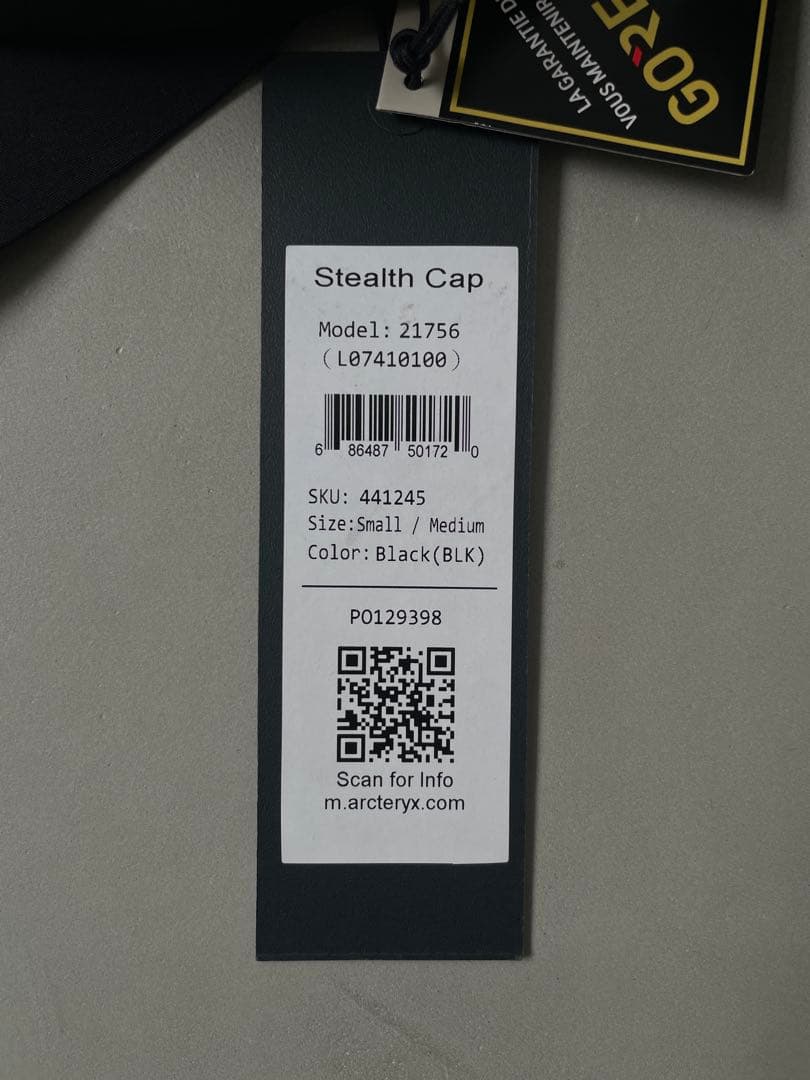 LA GARANTIE D
VOUS MAINTENIR
GORE
Stealth Cap
Model: 21756
（L07410100）
6 86487 50172 0
SKU: 441245
Size:Small / Medium
Color: Black(BLK)
PO129398
Scan for Info
m.arcteryx.com